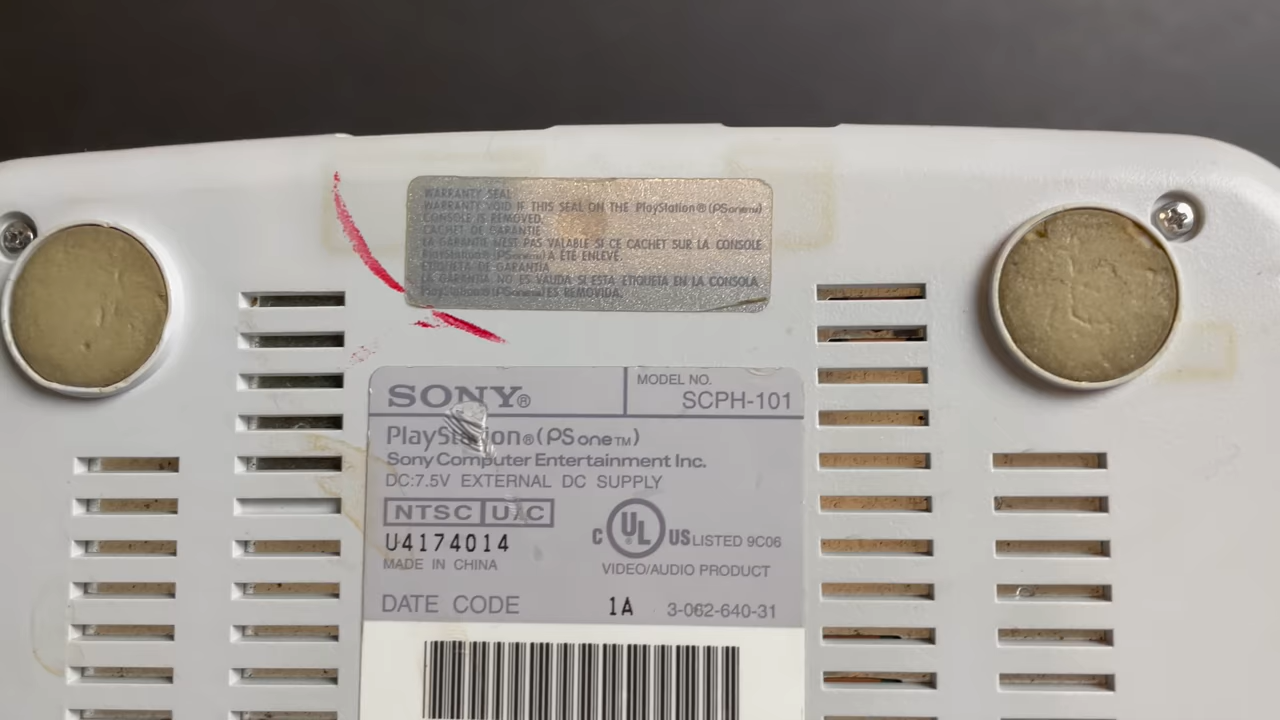 WARRANTY SEAL
WARRANTY VOID IF THIS SEAL ON THE PlayStation® (PSone™)
CONSOLE IS REMOVED.
CACHET DE GARANTIE
LA GARANTIE N'EST PAS VALABLE SI CE CACHET SUR LA CONSOLE
PlayStation® (PSone™) A ÉTÉ ENLEVÉ.
ETIQUETA DE GARANTIA
LA GARANTIA NO ES VALIDA SI ESTA ETIQUETA EN LA CONSOLA
PlayStation® (PSone™) ES REMOVIDA.
SONY®
MODEL NO.
SCPH-101
PlayStation® (PS one™)
Sony Computer Entertainment Inc.
DC:7.5V EXTERNAL DC SUPPLY
NTSC U/C
U4174014
MADE IN CHINA
C UL US LISTED 9C06
VIDEO/AUDIO PRODUCT
DATE CODE 1A 3-062-640-31